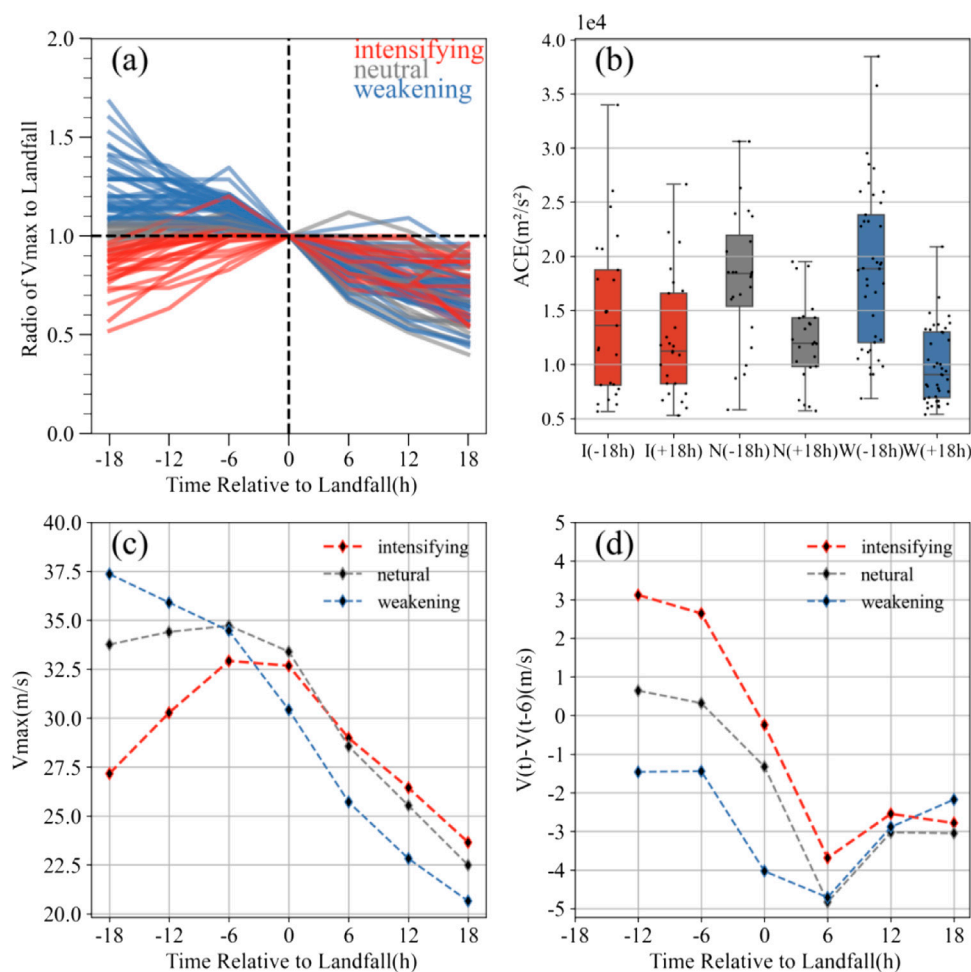 (a)
intensifying
neutral
weakening
2.0
1.5
1.0
0.5
0.0
Radio of Vmax to Landfall
-18 -12 -6 0 6 12 18
Time Relative to Landfall(h)
1e4
(b)
4.0
3.5
3.0
2.5
2.0
1.5
1.0
0.5
ACE(m²/s²)
I(-18h) I(+18h) N(-18h) N(+18h) W(-18h) W(+18h)
(c)
intensifying
netural
weakening
40.0
37.5
35.0
32.5
30.0
27.5
25.0
22.5
20.0
Vmax(m/s)
-18 -12 -6 0 6 12 18
Time Relative to Landfall(h)
(d)
intensifying
netural
weakening
5
4
3
2
1
0
-1
-2
-3
-4
-5
V(t)-V(t-6)(m/s)
-18 -12 -6 0 6 12 18
Time Relative to Landfall(h)